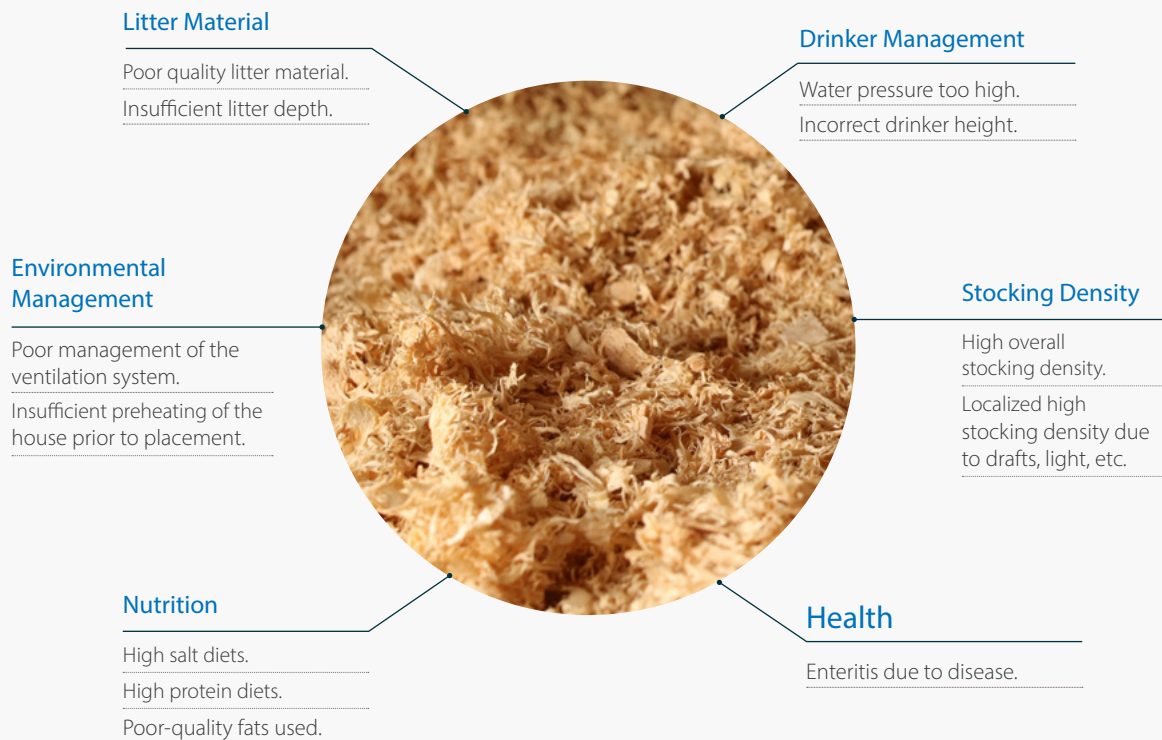 Litter Material
Poor quality litter material.
Insufficient litter depth.
Drinker Management
Water pressure too high.
Incorrect drinker height.
Environmental
Management
Poor management of the
ventilation system.
Insufficient preheating of the
house prior to placement.
Stocking Density
High overall
stocking density.
Localized high
stocking density due
to drafts, light, etc.
Nutrition
High salt diets.
High protein diets.
Poor-quality fats used.
Health
Enteritis due to disease.